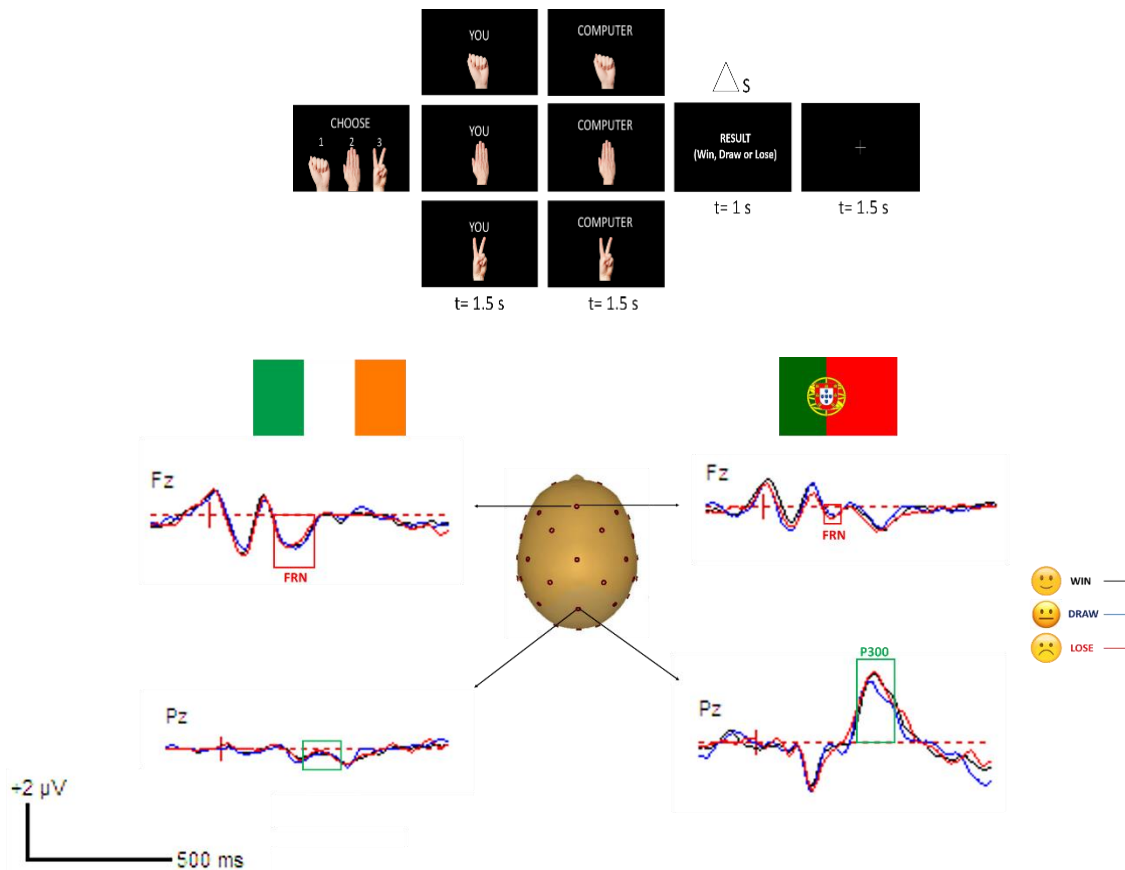 YOU
COMPUTER
△s
CHOOSE
1 2 3
YOU
COMPUTER
RESULT
(Win, Draw or Lose)
t= 1 s
t= 1.5 s
YOU
COMPUTER
t= 1.5 s
t= 1.5 s
Fz
FRN
Fz
FRN
WIN
DRAW
LOSE
Pz
P300
Pz
+2 µV
500 ms